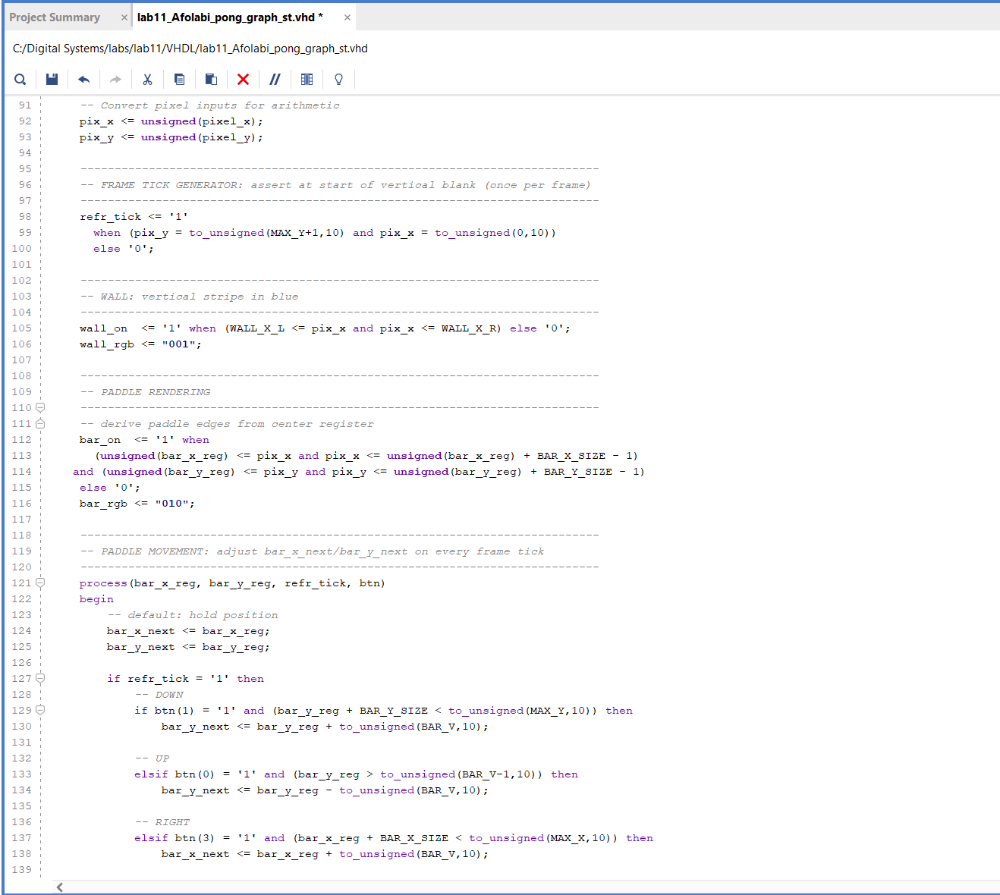 Project Summary × lab11_Afolabi_pong_graph_st.vhd * ×
C:/Digital Systems/labs/lab11/VHDL/lab11_Afolabi_pong_graph_st.vhd
91 -- Convert pixel inputs for arithmetic
92 pix_x <= unsigned(pixel_x);
93 pix_y <= unsigned(pixel_y);
94
95 ----------------------------------------------------------------------------
96 -- FRAME TICK GENERATOR: assert at start of vertical blank (once per frame)
97 ----------------------------------------------------------------------------
98 refr_tick <= '1'
99 when (pix_y = to_unsigned(MAX_Y+1,10) and pix_x = to_unsigned(0,10))
100 else '0';
101
102 ----------------------------------------------------------------------------
103 -- WALL: vertical stripe in blue
104 ----------------------------------------------------------------------------
105 wall_on <= '1' when (WALL_X_L <= pix_x and pix_x <= WALL_X_R) else '0';
106 wall_rgb <= "001";
107
108 ----------------------------------------------------------------------------
109 -- PADDLE RENDERING
110 ----------------------------------------------------------------------------
111 -- derive paddle edges from center register
112 bar_on <= '1' when
113 (unsigned(bar_x_reg) <= pix_x and pix_x <= unsigned(bar_x_reg) + BAR_X_SIZE - 1)
114 and (unsigned(bar_y_reg) <= pix_y and pix_y <= unsigned(bar_y_reg) + BAR_Y_SIZE - 1)
115 else '0';
116 bar_rgb <= "010";
117
118 ----------------------------------------------------------------------------
119 -- PADDLE MOVEMENT: adjust bar_x_next/bar_y_next on every frame tick
120 ----------------------------------------------------------------------------
121 process(bar_x_reg, bar_y_reg, refr_tick, btn)
122 begin
123 -- default: hold position
124 bar_x_next <= bar_x_reg;
125 bar_y_next <= bar_y_reg;
126
127 if refr_tick = '1' then
128 -- DOWN
129 if btn(1) = '1' and (bar_y_reg + BAR_Y_SIZE < to_unsigned(MAX_Y,10)) then
130 bar_y_next <= bar_y_reg + to_unsigned(BAR_V,10);
131
132 -- UP
133 elsif btn(0) = '1' and (bar_y_reg > to_unsigned(BAR_V-1,10)) then
134 bar_y_next <= bar_y_reg - to_unsigned(BAR_V,10);
135
136 -- RIGHT
137 elsif btn(3) = '1' and (bar_x_reg + BAR_X_SIZE < to_unsigned(MAX_X,10)) then
138 bar_x_next <= bar_x_reg + to_unsigned(BAR_V,10);
139